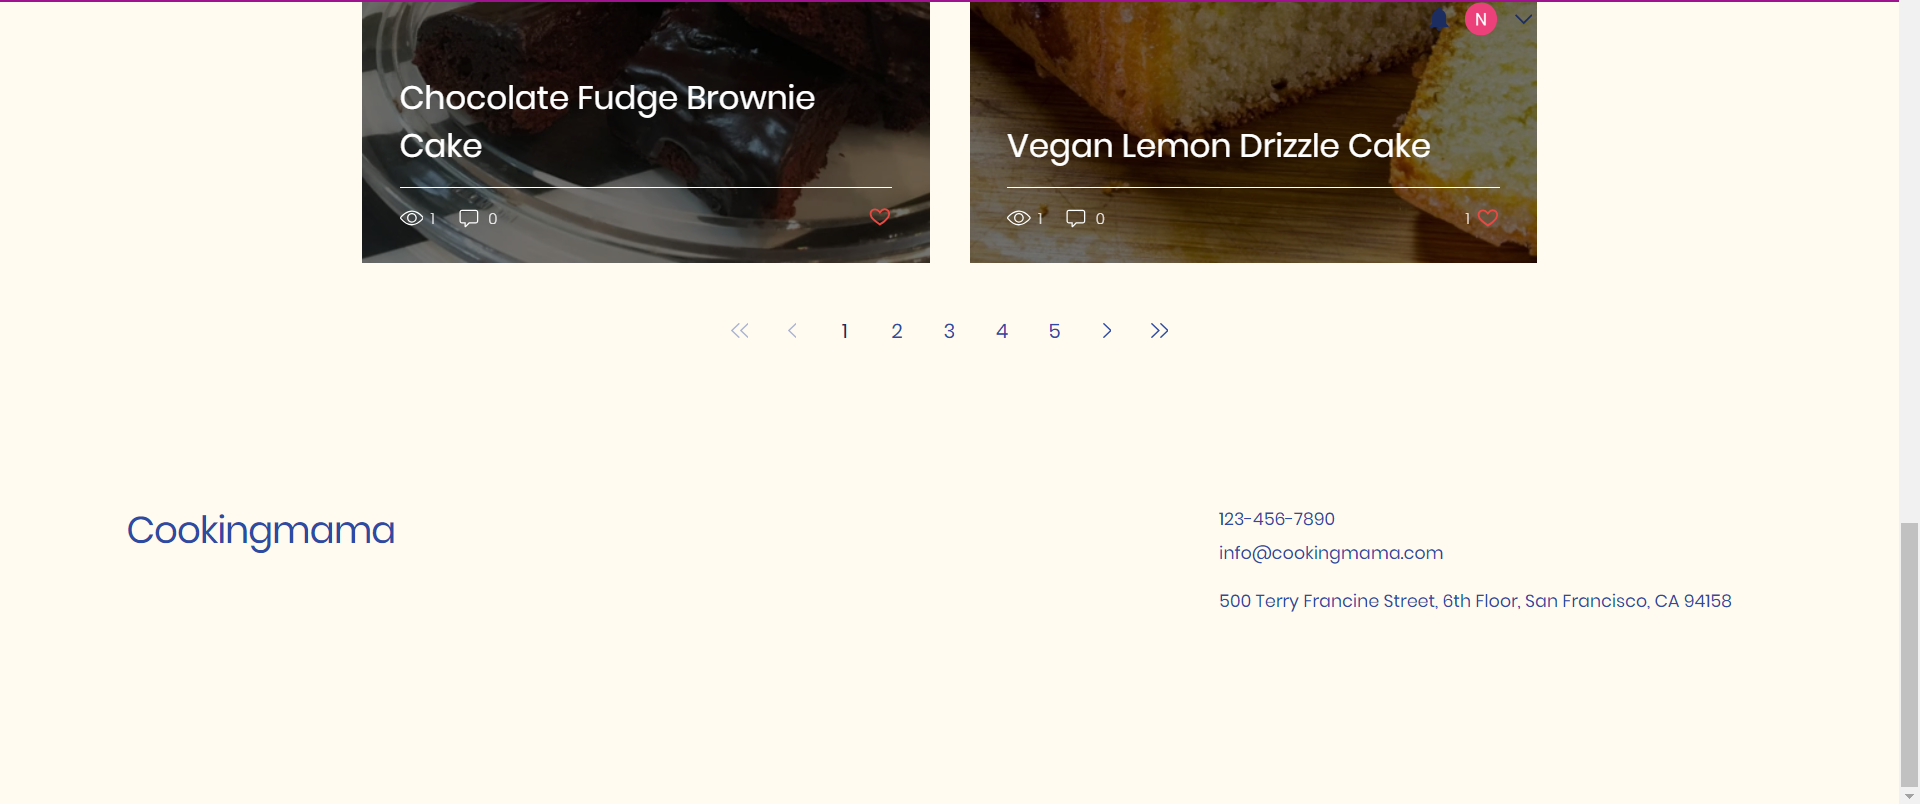 N
Chocolate Fudge Brownie
Cake
1 0
Vegan Lemon Drizzle Cake
1 0 1
1 2 3 4 5
Cookingmama
123-456-7890
info@cookingmama.com
500 Terry Francine Street, 6th Floor, San Francisco, CA 94158